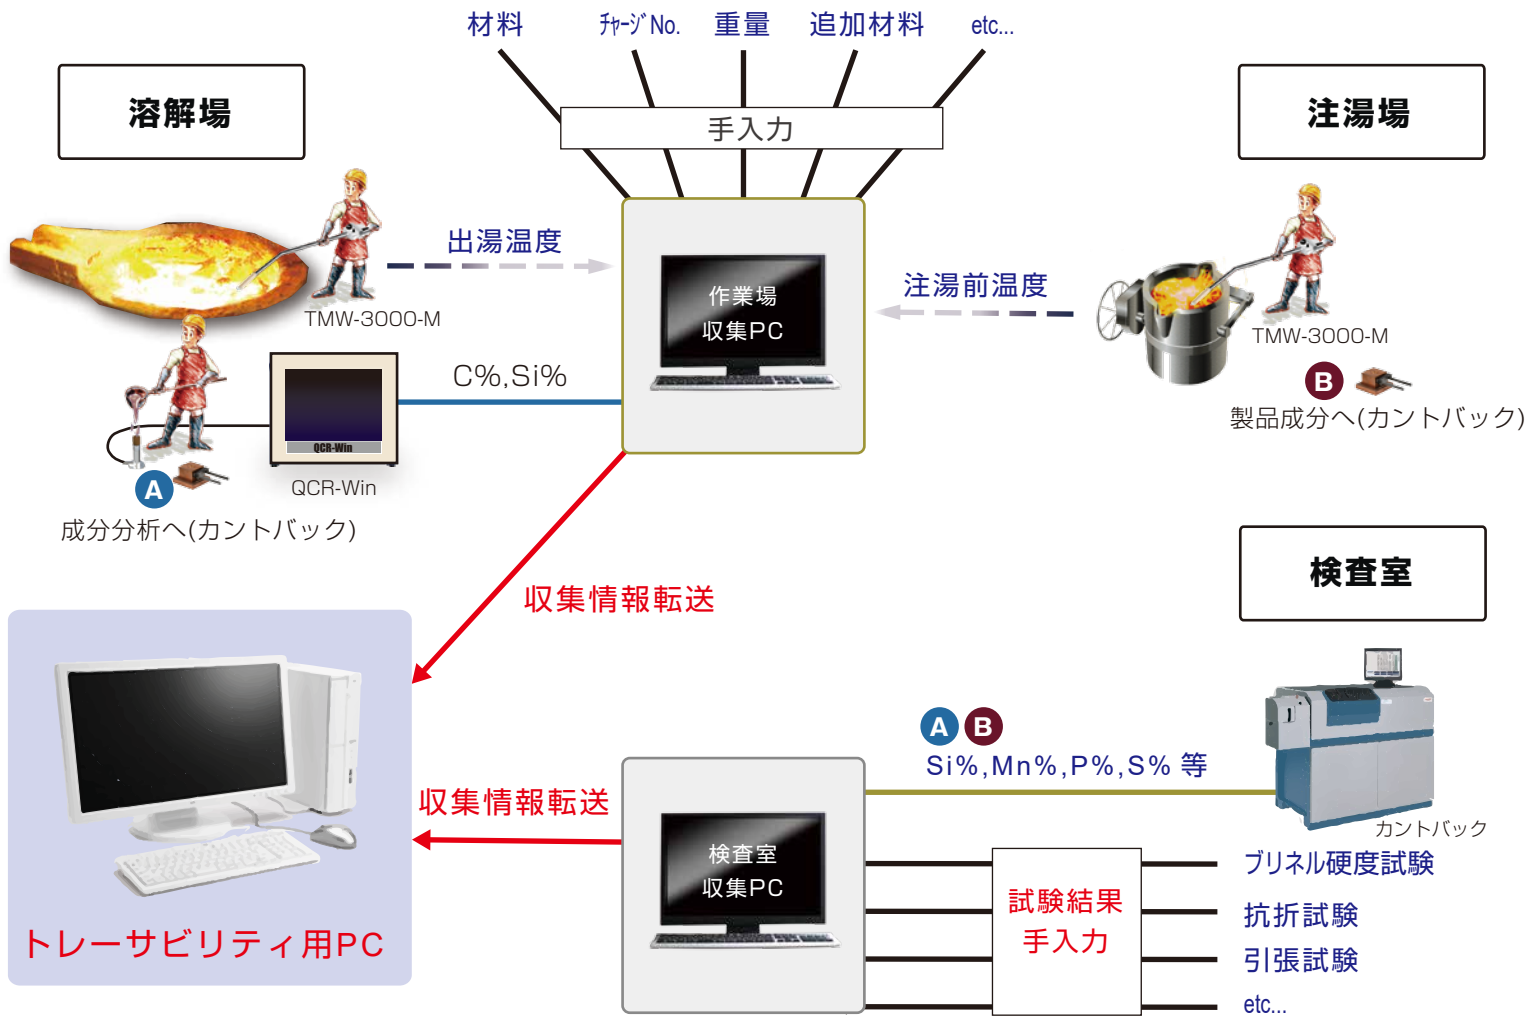 材料
ﾁｬｰｼﾞNo.
重量
追加材料
etc...
溶解場
手入力
注湯場
出湯温度
作業場
収集PC
注湯前温度
TMW-3000-M
TMW-3000-M
C%,Si%
B
製品成分へ(カントバック)
QCR-Win
QCR-Win
A
成分分析へ(カントバック)
検査室
収集情報転送
A B
Si%,Mn%,P%,S% 等
収集情報転送
カントバック
検査室
収集PC
ブリネル硬度試験
試験結果
手入力
抗折試験
引張試験
etc...
トレーサビリティ用PC